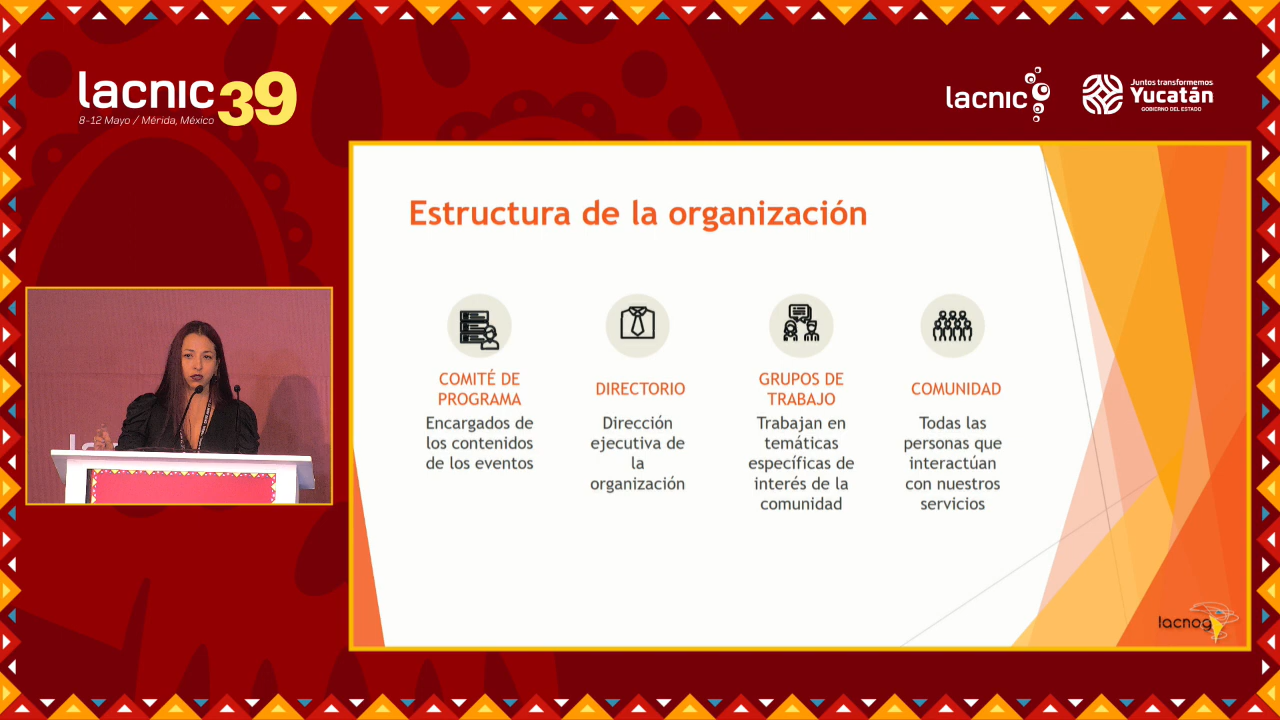 lacnic39
8-12 Mayo / Mérida, México
lacnic
Juntos transformemos
Yucatán
GOBIERNO DEL ESTADO
Estructura de la organización
COMITÉ DE
PROGRAMA
Encargados de
los contenidos
de los eventos
DIRECTORIO
Dirección
ejecutiva de
la
organización
GRUPOS DE
TRABAJO
Trabajan en
temáticas
específicas de
interés de la
comunidad
COMUNIDAD
Todas las
personas que
interactúan
con nuestros
servicios
lacnog